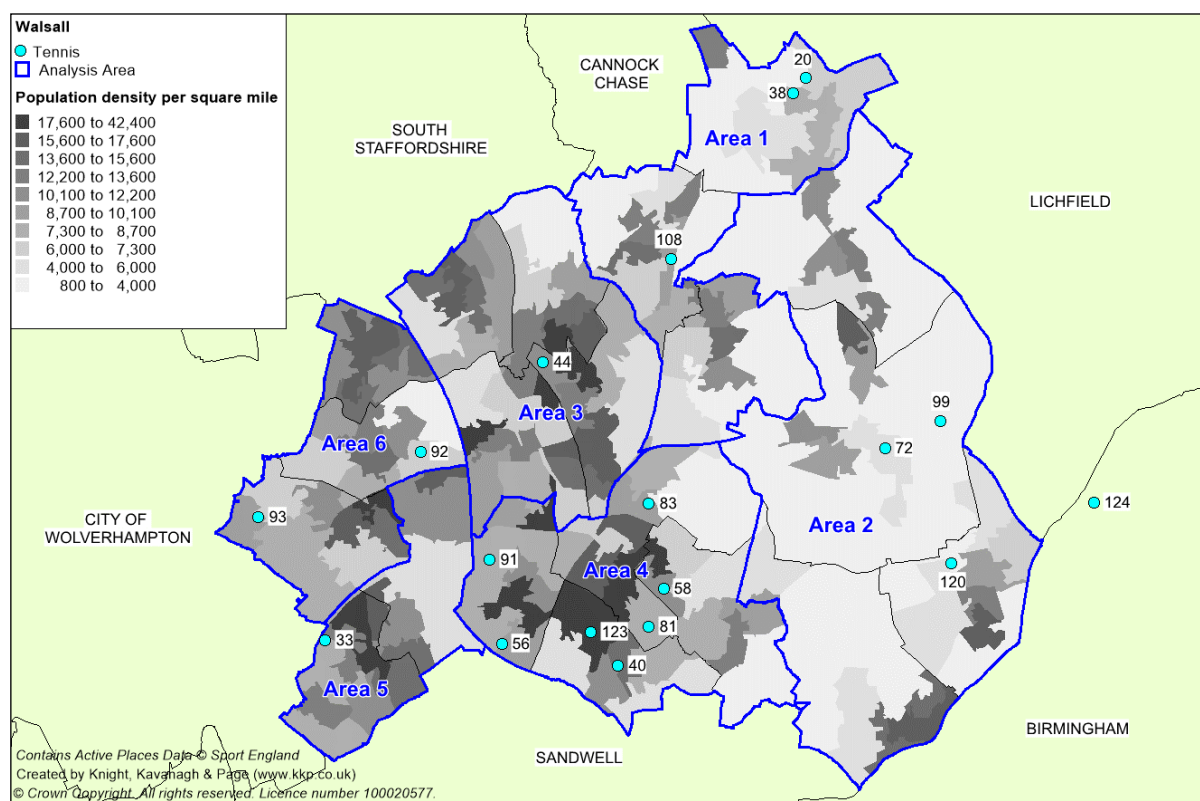 Walsall
Tennis
Analysis Area
Population density per square mile
17,600 to 42,400
15,600 to 17,600
13,600 to 15,600
12,200 to 13,600
10,100 to 12,200
8,700 to 10,100
7,300 to 8,700
6,000 to 7,300
4,000 to 6,000
800 to 4,000
CANNOCK
CHASE
20
38
SOUTH
STAFFORDSHIRE
Area 1
LICHFIELD
108
44
Area 3
99
Area 6
92
72
83
124
93
CITY OF
WOLVERHAMPTON
Area 2
91
Area 4
120
58
33
56
123
81
40
Area 5
BIRMINGHAM
SANDWELL
Contains Active Places Data © Sport England
Created by Knight, Kavanagh & Page (www.kkp.co.uk)
© Crown Copyright. All rights reserved. Licence number 100020577.